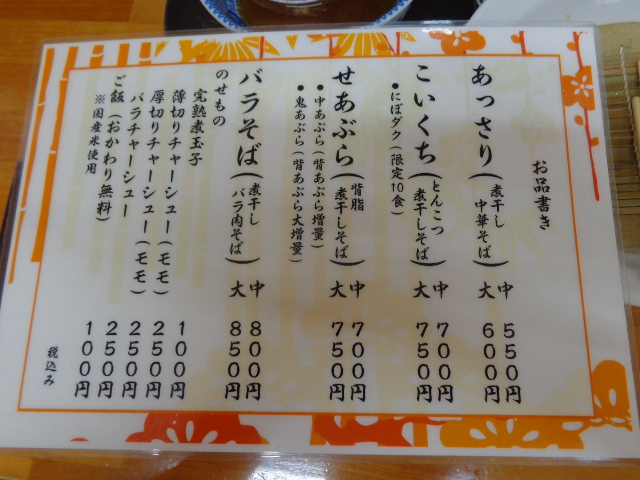 お品書き
あっさり(煮干し中華そば) 中 550円
大 600円
こいくち(とんこつ煮干しそば) 中 700円
大 750円
●にぼダク(限定10食)
せあぶら(背脂煮干しそば) 中 700円
大 750円
●中あぶら(背あぶら増量)
●鬼あぶら(背あぶら大増量)
バラそば(煮干しバラ肉そば) 中 800円
大 850円
のせもの
完熟煮玉子 100円
薄切りチャーシュー(モモ) 250円
厚切りチャーシュー(モモ) 250円
バラチャーシュー 250円
ご飯(おかわり無料) 100円
※国産米使用
税込み